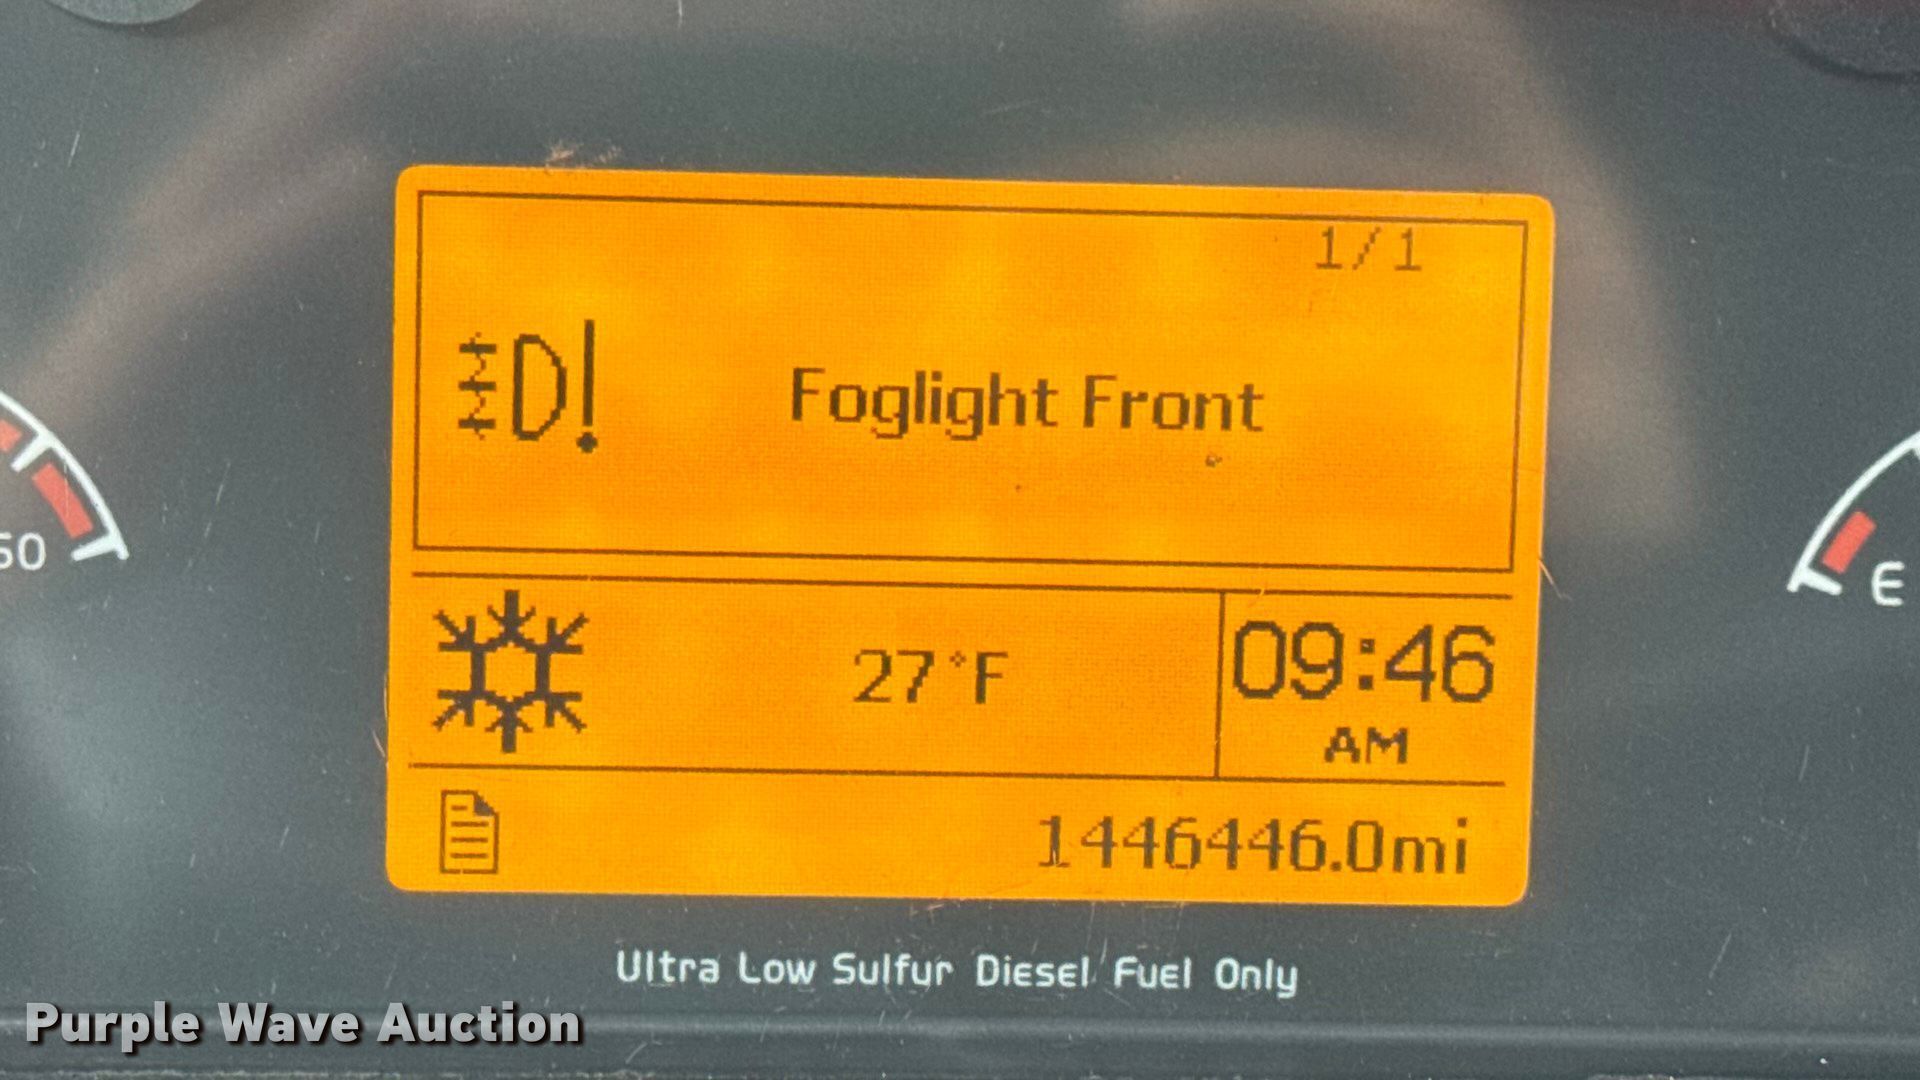 1/1
Foglight Front
27°F
09:46
AM
1446446.0mi
E
Ultra Low Sulfur Diesel Fuel Only
Purple Wave Auction